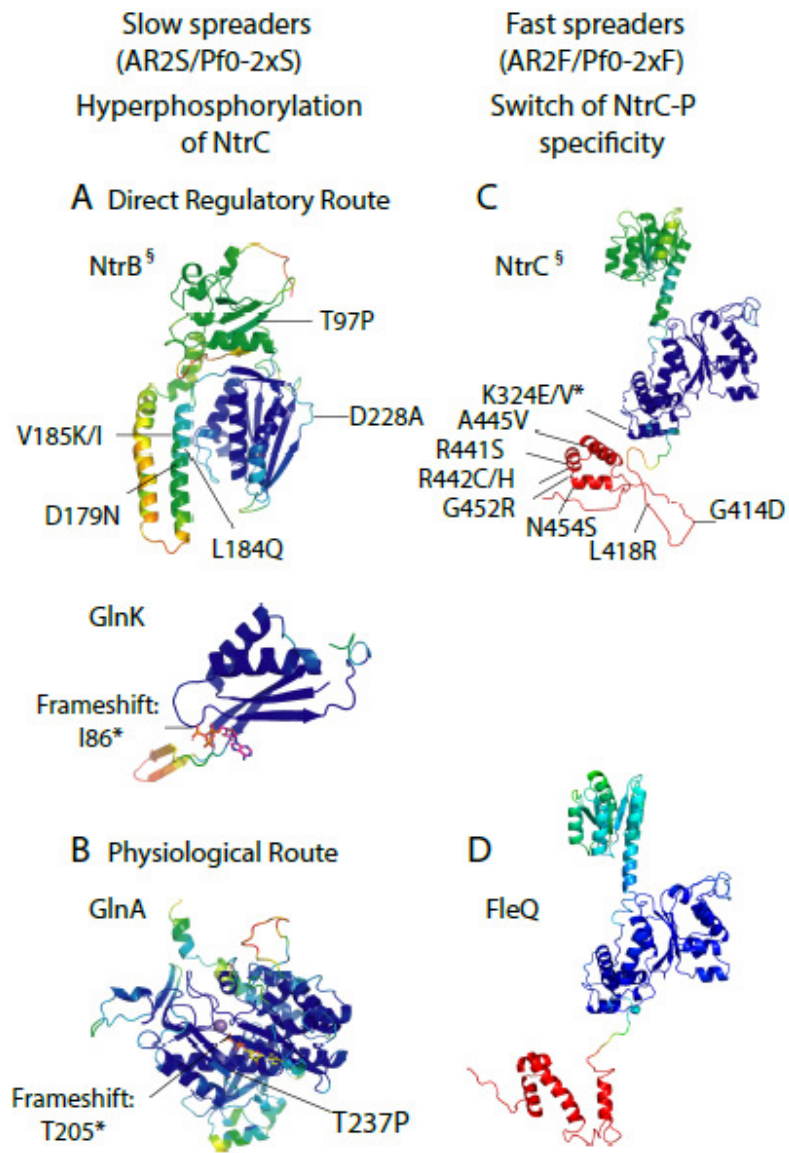 Slow spreaders
(AR2S/Pf0-2xS)
Hyperphosphorylation
of NtrC
Fast spreaders
(AR2F/Pf0-2xF)
Switch of NtrC-P
specificity
A Direct Regulatory Route
NtrB§
T97P
V185K/I
D228A
D179N
L184Q
GlnK
Frameshift:
I86*
B Physiological Route
GlnA
Frameshift:
T205*
T237P
C
NtrC§
K324E/V*
A445V
R441S
R442C/H
G452R
N454S
L418R
G414D
D
FleQ